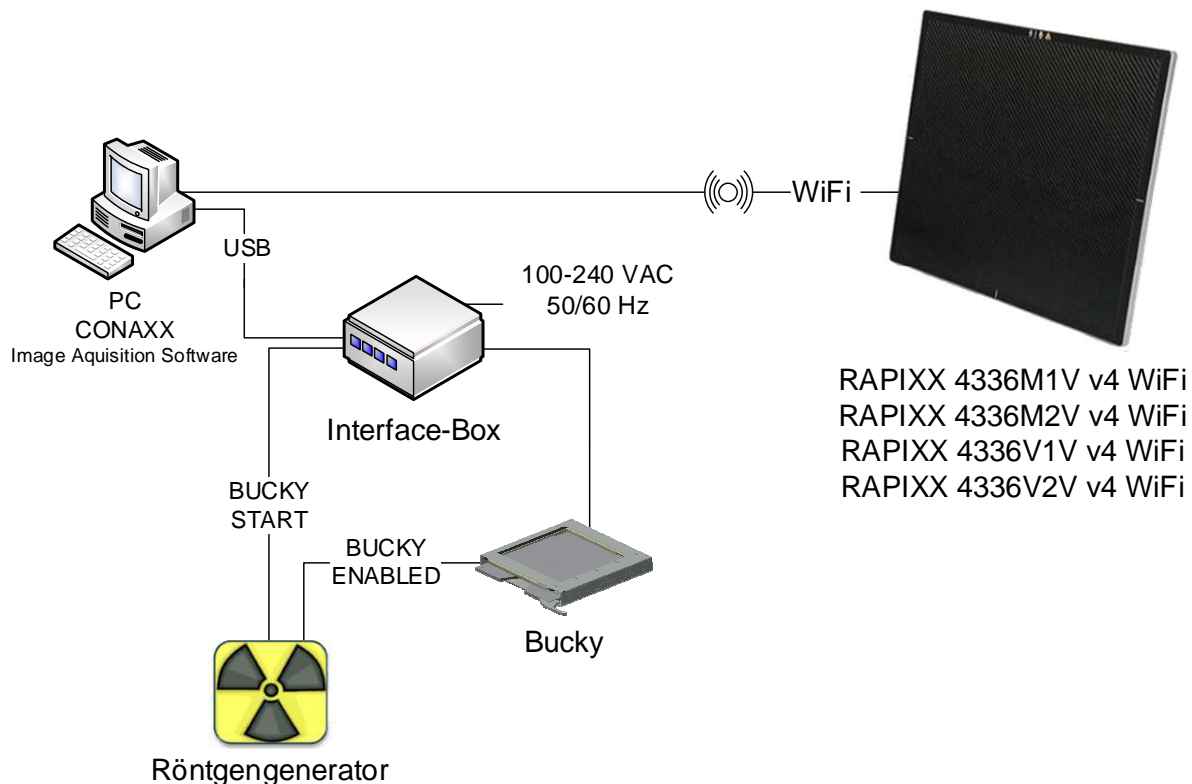 WiFi
USB
PC
CONAXX
Image Aquisition Software
100-240 VAC
50/60 Hz
Interface-Box
RAPIXX 4336M1V v4 WiFi
RAPIXX 4336M2V v4 WiFi
RAPIXX 4336V1V v4 WiFi
RAPIXX 4336V2V v4 WiFi
BUCKY
START
BUCKY
ENABLED
Bucky
Röntgengenerator